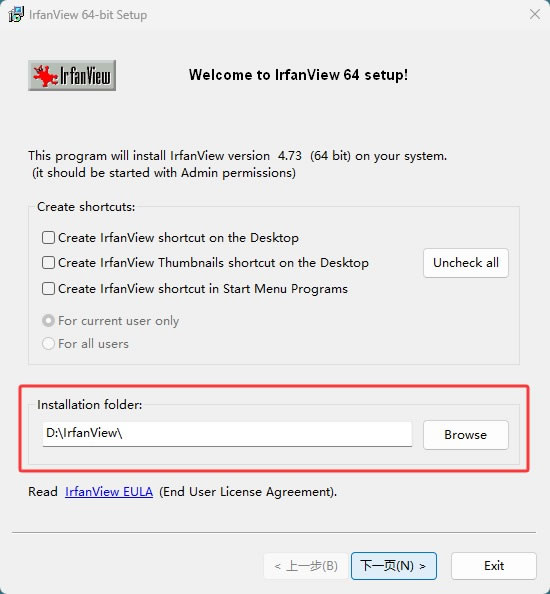 IrfanView 64-bit Setup
IrfanView
Welcome to IrfanView 64 setup!
This program will install IrfanView version 4.73 (64 bit) on your system.
(it should be started with Admin permissions)
Create shortcuts:
Create IrfanView shortcut on the Desktop
Create IrfanView Thumbnails shortcut on the Desktop
Uncheck all
Create IrfanView shortcut in Start Menu Programs
For current user only
For all users
Installation folder:
D:\IrfanView\
Browse
Read IrfanView EULA (End User License Agreement).
< 上一步(B)
下一页(N) >
Exit